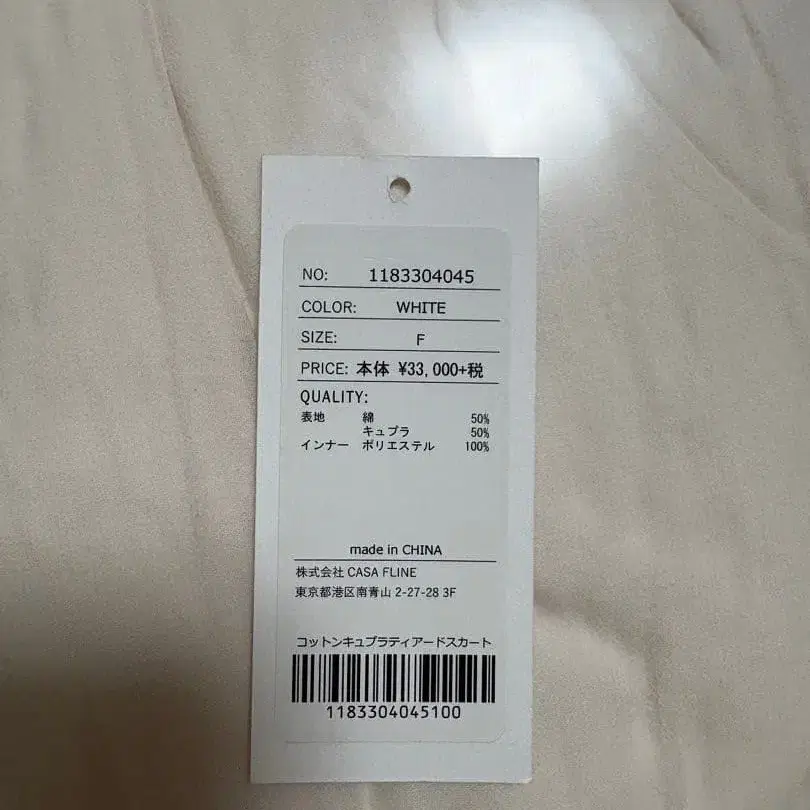 NO: 1183304045
COLOR: WHITE
SIZE: F
PRICE: 本体 ¥33,000+税
QUALITY:
表地 綿 50%
キュプラ 50%
インナー ポリエステル 100%
made in CHINA
株式会社 CASA FLINE
東京都港区南青山 2-27-28 3F
コットンキュプラティアードスカート
1183304045100